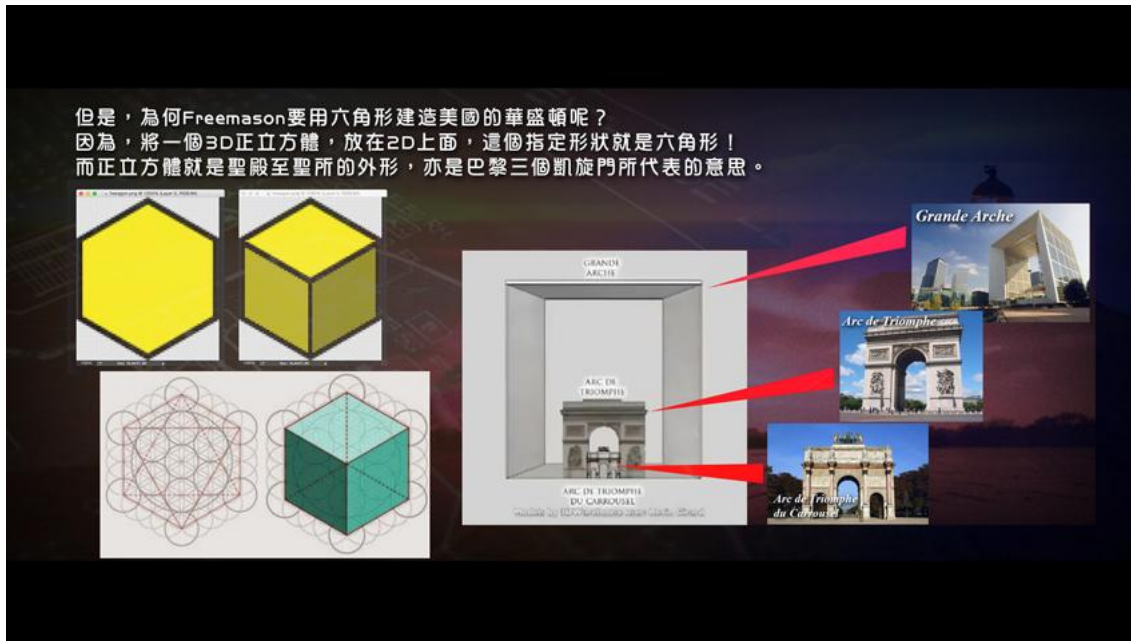 但是，為何Freemason要用六角形建造美國的華盛頓呢？
因為，將一個3D正立方體，放在2D上面，這個指定形狀就是六角形！
而正立方體就是聖殿至聖所的外形，亦是巴黎三個凱旋門所代表的意思。
GRANDE
ARCHE
ARC DE
TRIOMPHE
ARC DE TRIOMPHE
DU CARROUSEL
Grande Arche
Arc de Triomphe
Arc de Triomphe
du Carrousel